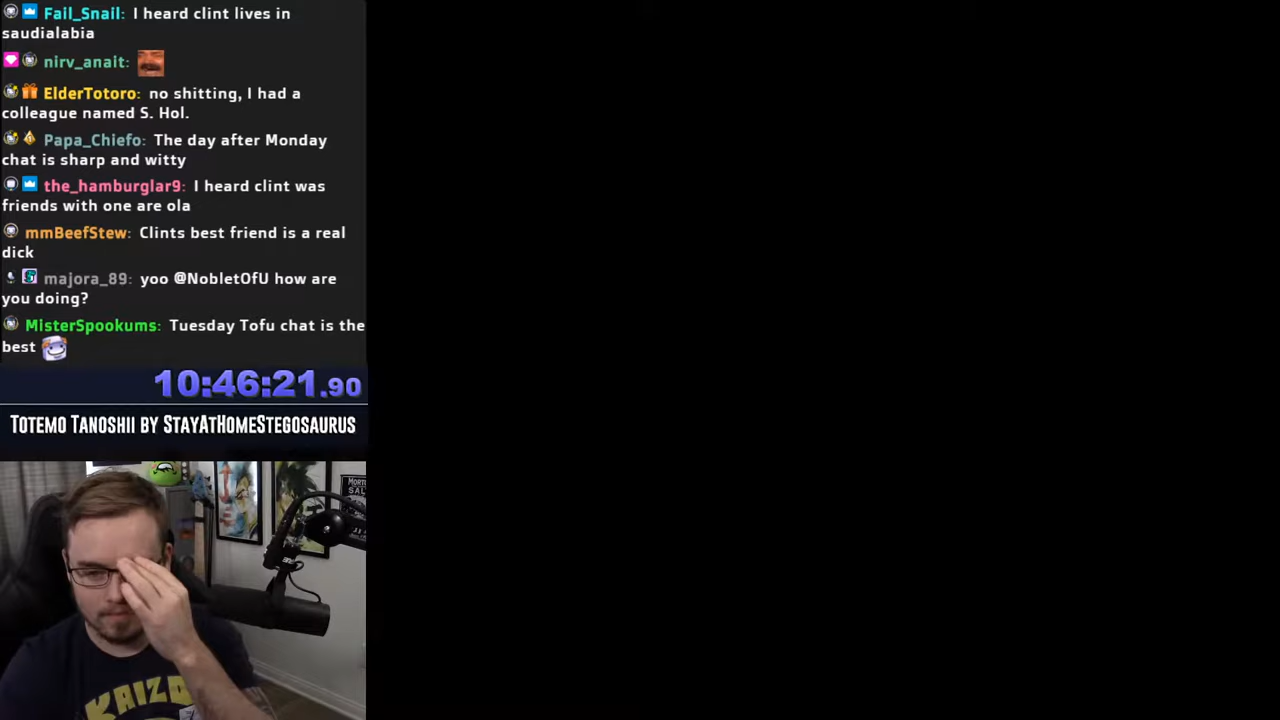 Fail_Snail: I heard clint lives in
saudialabia
nirv_anait:
ElderTotoro: no shitting, I had a
colleague named S. Hol.
Papa_Chiefo: The day after Monday
chat is sharp and witty
the_hamburglar9: I heard clint was
friends with one are ola
mmBeefStew: Clints best friend is a real
dick
majora_89: yoo @NobletOfU how are
you doing?
MisterSpookums: Tuesday Tofu chat is the
best
10:46:21.90
TOTEMO TANOSHII BY STAYATHOMESTEGOSAURUS
KAIZO